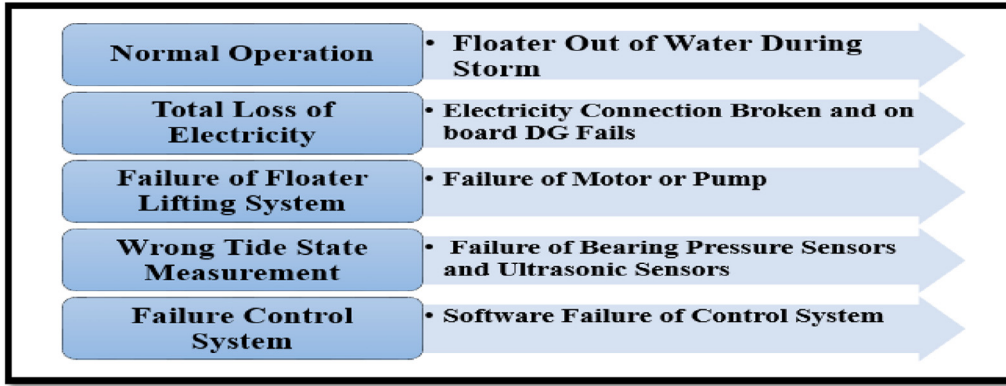 Normal Operation
• Floater Out of Water During
Storm
Total Loss of
Electricity
• Electricity Connection Broken and on
board DG Fails
Failure of Floater
Lifting System
• Failure of Motor or Pump
Wrong Tide State
Measurement
• Failure of Bearing Pressure Sensors
and Ultrasonic Sensors
Failure Control
System
• Software Failure of Control System